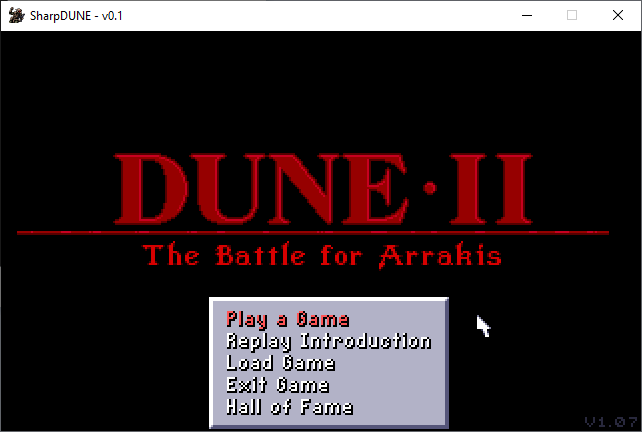 SharpDUNE - v0.1
DUNE·II
The Battle for Arrakis
Play a Game
Replay Introduction
Load Game
Exit Game
Hall of Fame
V1.07